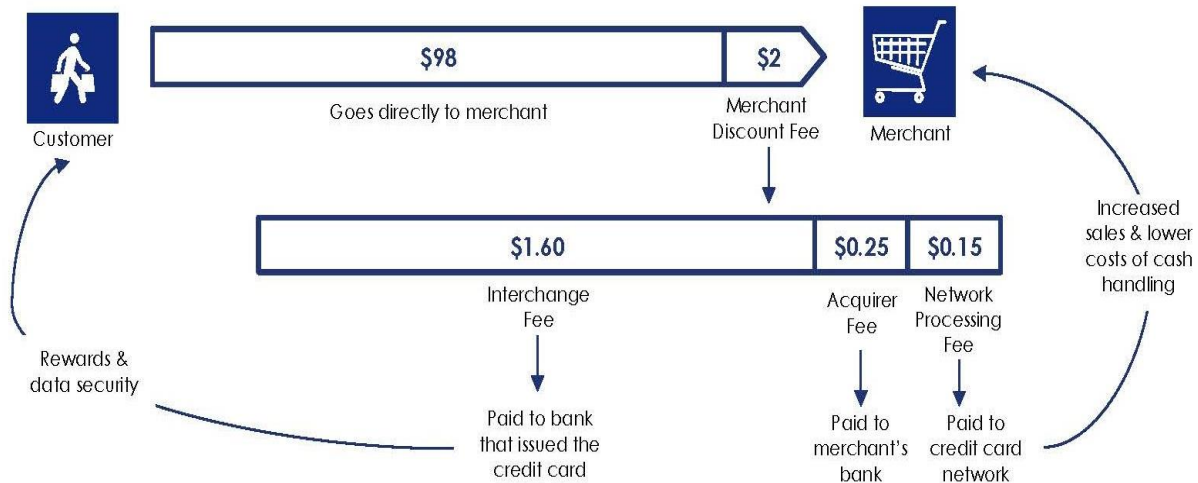 $98
$2
Customer
Goes directly to merchant
Merchant
Discount Fee
Merchant
$1.60
$0.25
$0.15
Increased
sales & lower
costs of cash
handling
Interchange
Fee
Acquirer
Fee
Network
Processing
Fee
Rewards &
data security
Paid to bank
that issued the
credit card
Paid to
merchant's
bank
Paid to
credit card
network